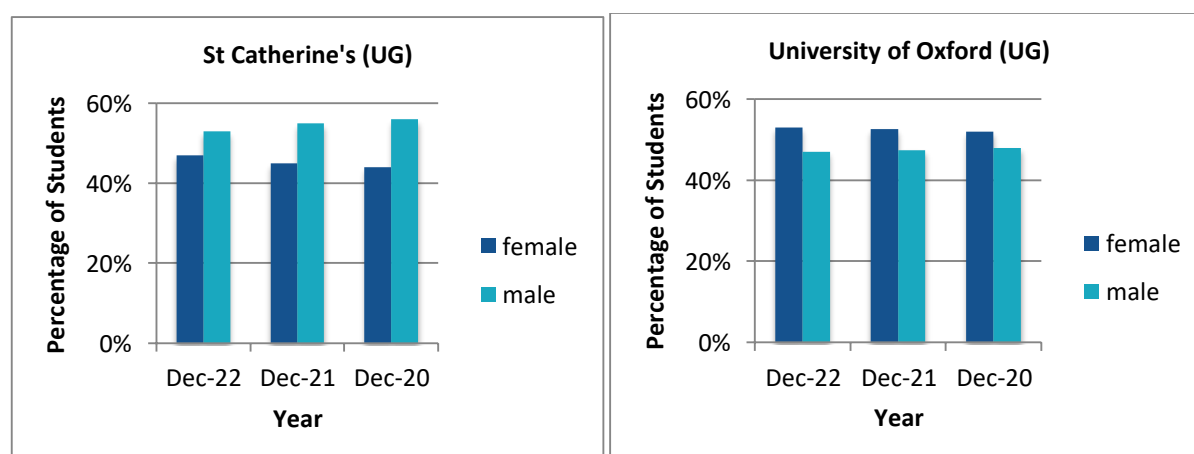 St Catherine's (UG)
Percentage of Students
60%
40%
20%
0%
Dec-22 Dec-21 Dec-20
Year
female
male
University of Oxford (UG)
Percentage of Students
60%
40%
20%
0%
Dec-22 Dec-21 Dec-20
Year
female
male